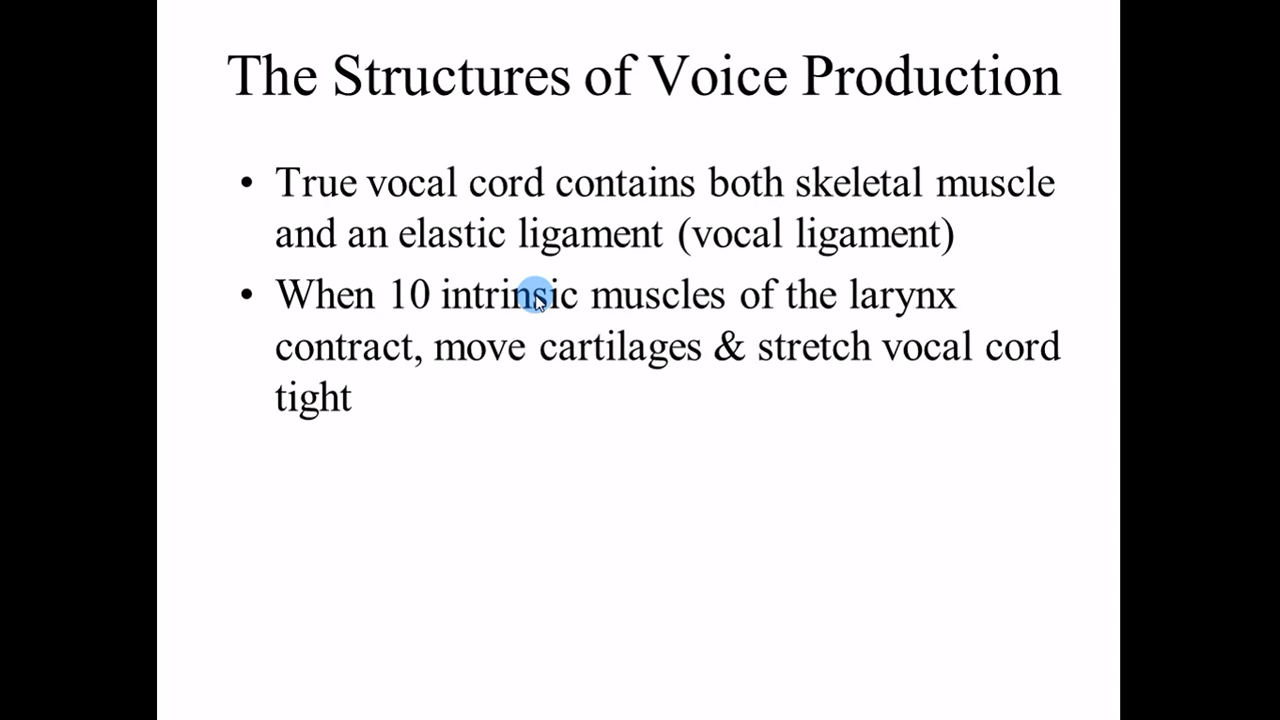 The Structures of Voice Production
• True vocal cord contains both skeletal muscle
and an elastic ligament (vocal ligament)
• When 10 intrinsic muscles of the larynx
contract, move cartilages & stretch vocal cord
tight